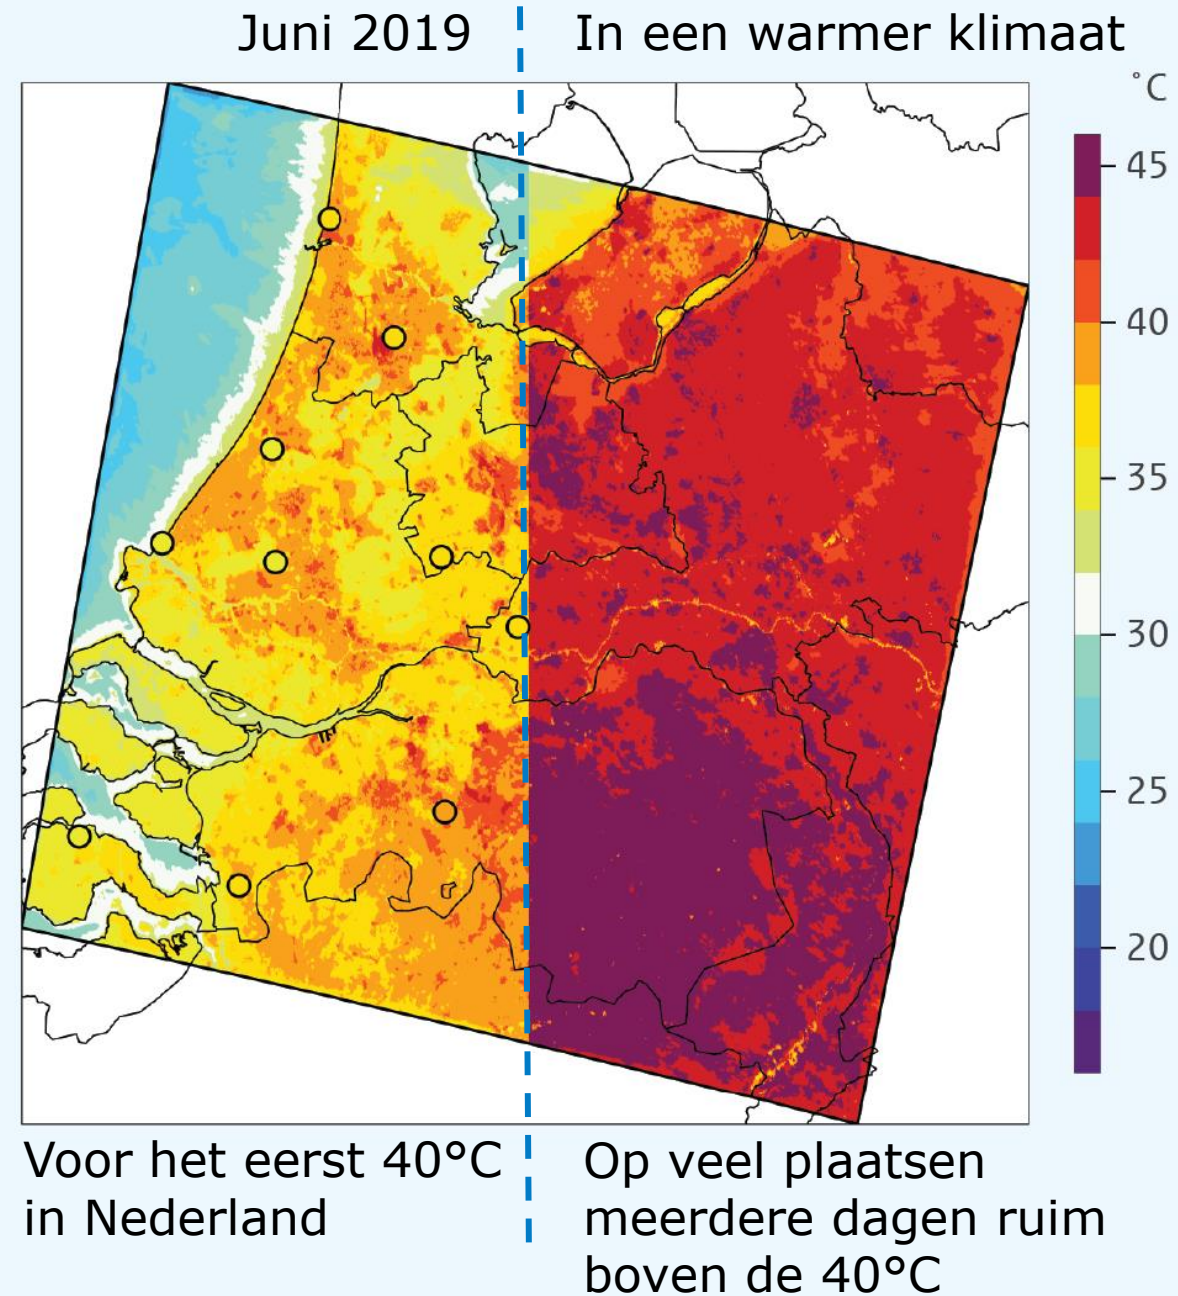 Juni 2019
In een warmer klimaat
°C
45
40
35
30
25
20
Voor het eerst 40°C
in Nederland
Op veel plaatsen
meerdere dagen ruim
boven de 40°C